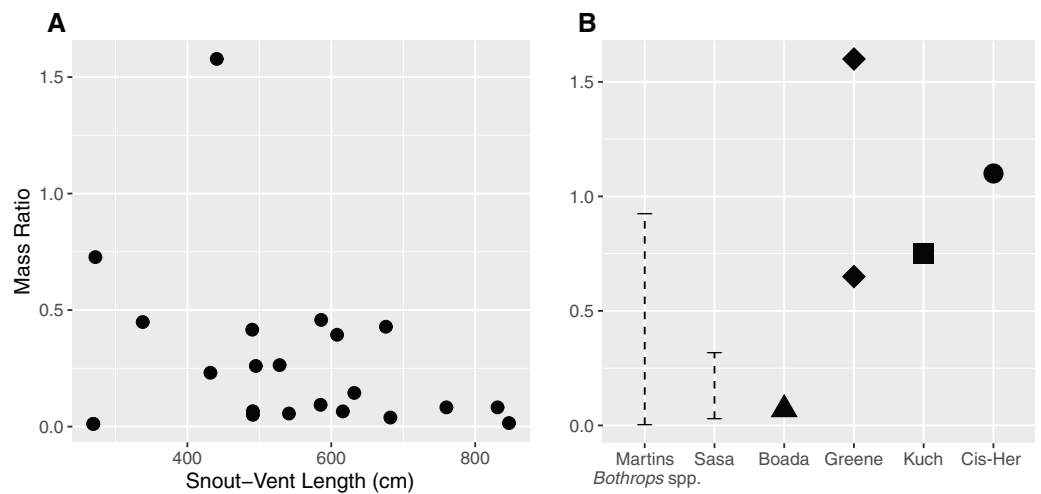 A
B
1.5
1.0
0.5
0.0
Mass Ratio
400 600 800
Snout−Vent Length (cm)
1.5
1.0
0.5
0.0
Martins Sasa Boada Greene Kuch Cis−Her
Bothrops spp.